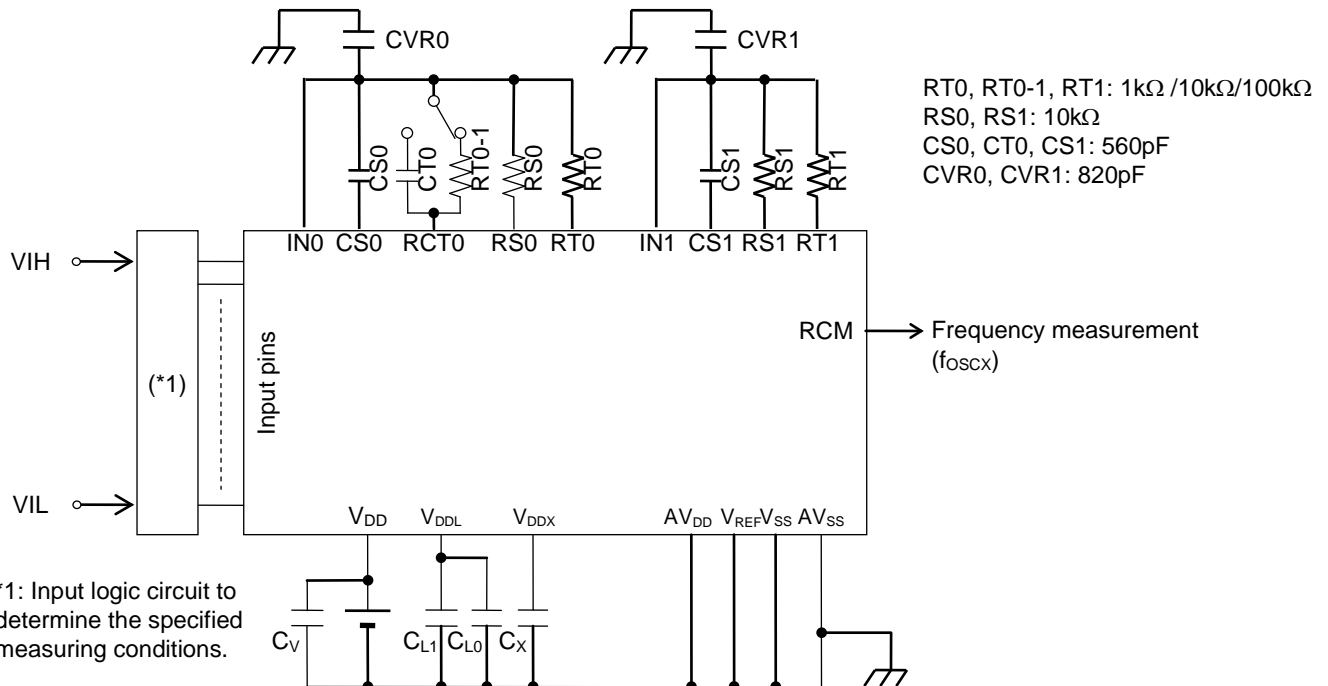 CVR0
CVR1
RT0, RT0-1, RT1: 1kΩ /10kΩ/100kΩ
RS0, RS1: 10kΩ
CS0, CT0, CS1: 560pF
CVR0, CVR1: 820pF
CS0
CT0
RT0-1
RS0
RT0
CS1
RS1
RT1
IN0 CS0 RCT0 RS0 RT0
IN1 CS1 RS1 RT1
VIH
RCM
Frequency measurement
(fOSCX)
Input pins
(*1)
VIL
VDD VDDL VDDX AVDD VREF VSS AVSS
*1: Input logic circuit to
determine the specified
measuring conditions.
CV
CL1 CL0 CX